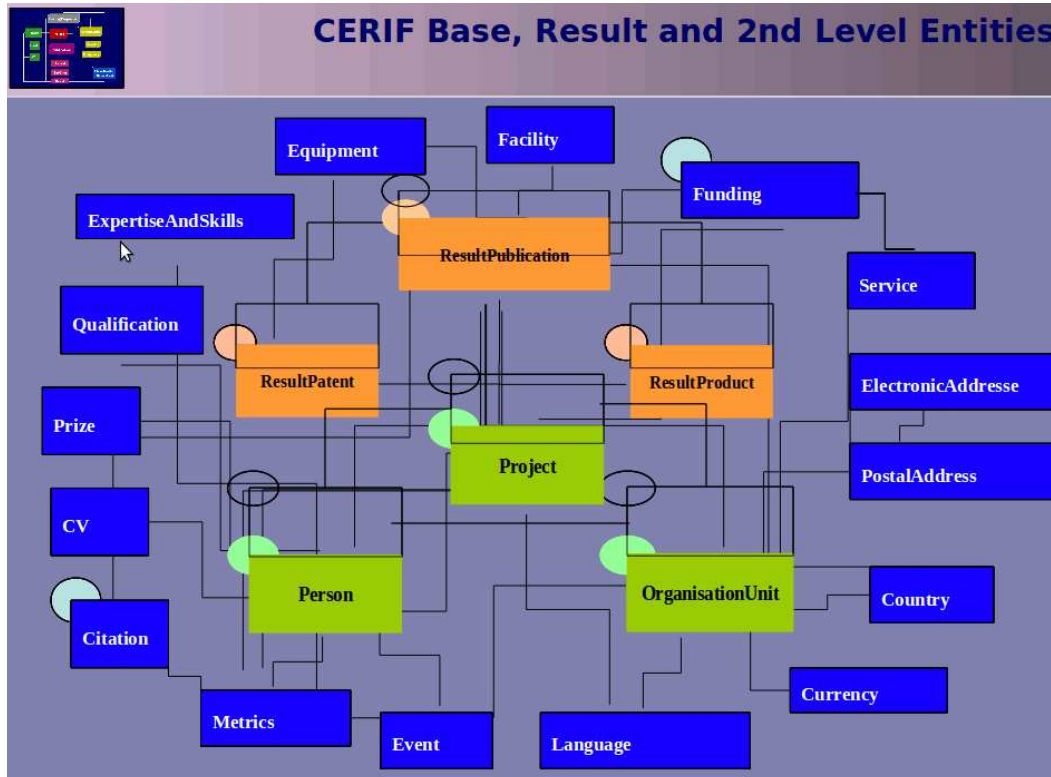 CERIF Base, Result and 2nd Level Entities
Equipment
Facility
Funding
ExpertiseAndSkills
ResultPublication
Service
Qualification
ResultPatent
ResultProduct
ElectronicAddresse
Prize
Project
PostalAddress
CV
Person
OrganisationUnit
Country
Citation
Currency
Metrics
Event
Language